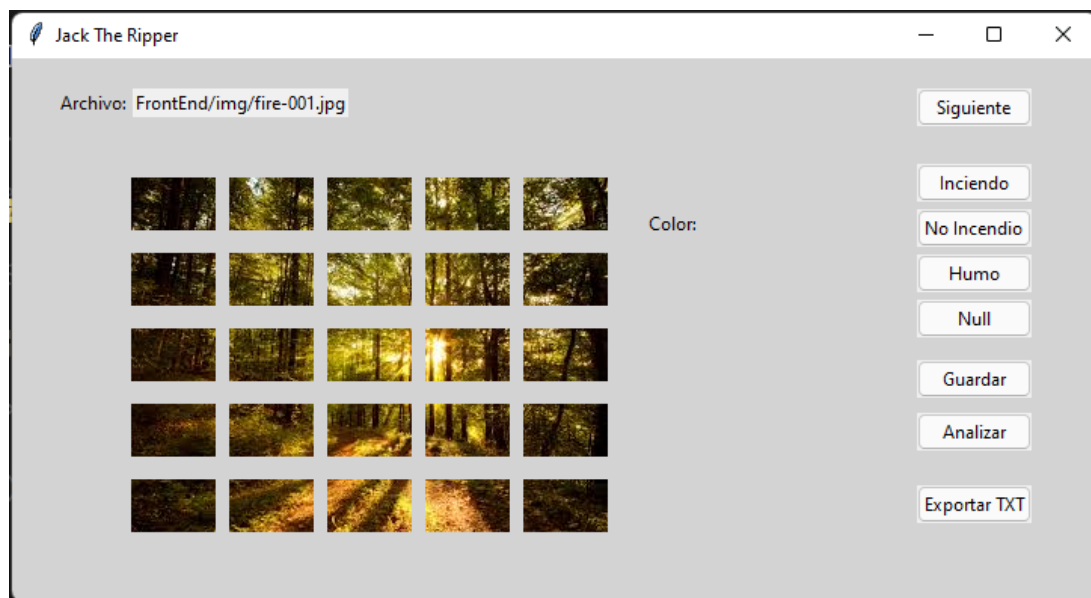 Jack The Ripper
Archivo: FrontEnd/img/fire-001.jpg
Siguiente
Inciendo
Color:
No Incendio
Humo
Null
Guardar
Analizar
Exportar TXT